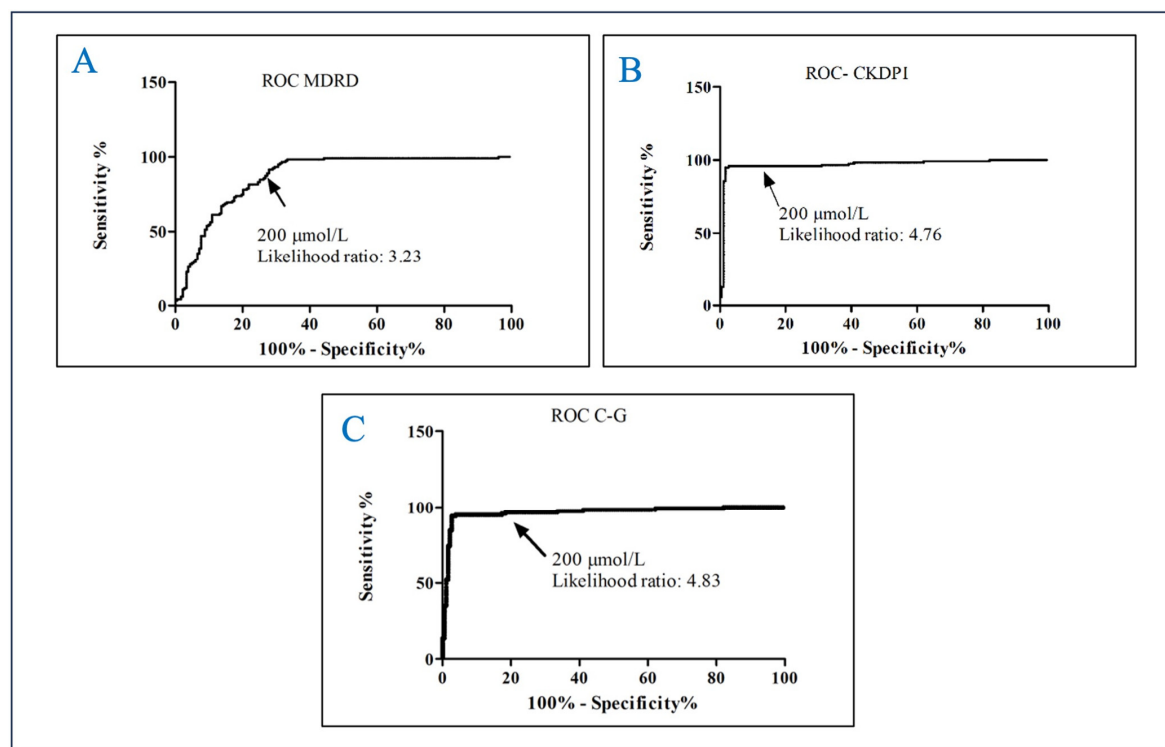 A
ROC MDRD
150
100
50
0
Sensitivity %
200 μmol/L
Likelihood ratio: 3.23
0 20 40 60 80 100
100% - Specificity%
B
ROC- CKDPI
150
100
50
0
Sensitivity %
200 μmol/L
Likelihood ratio: 4.76
0 20 40 60 80 100
100% - Specificity%
C
ROC C-G
150
100
50
0
Sensitivity %
200 μmol/L
Likelihood ratio: 4.83
0 20 40 60 80 100
100% - Specificity%